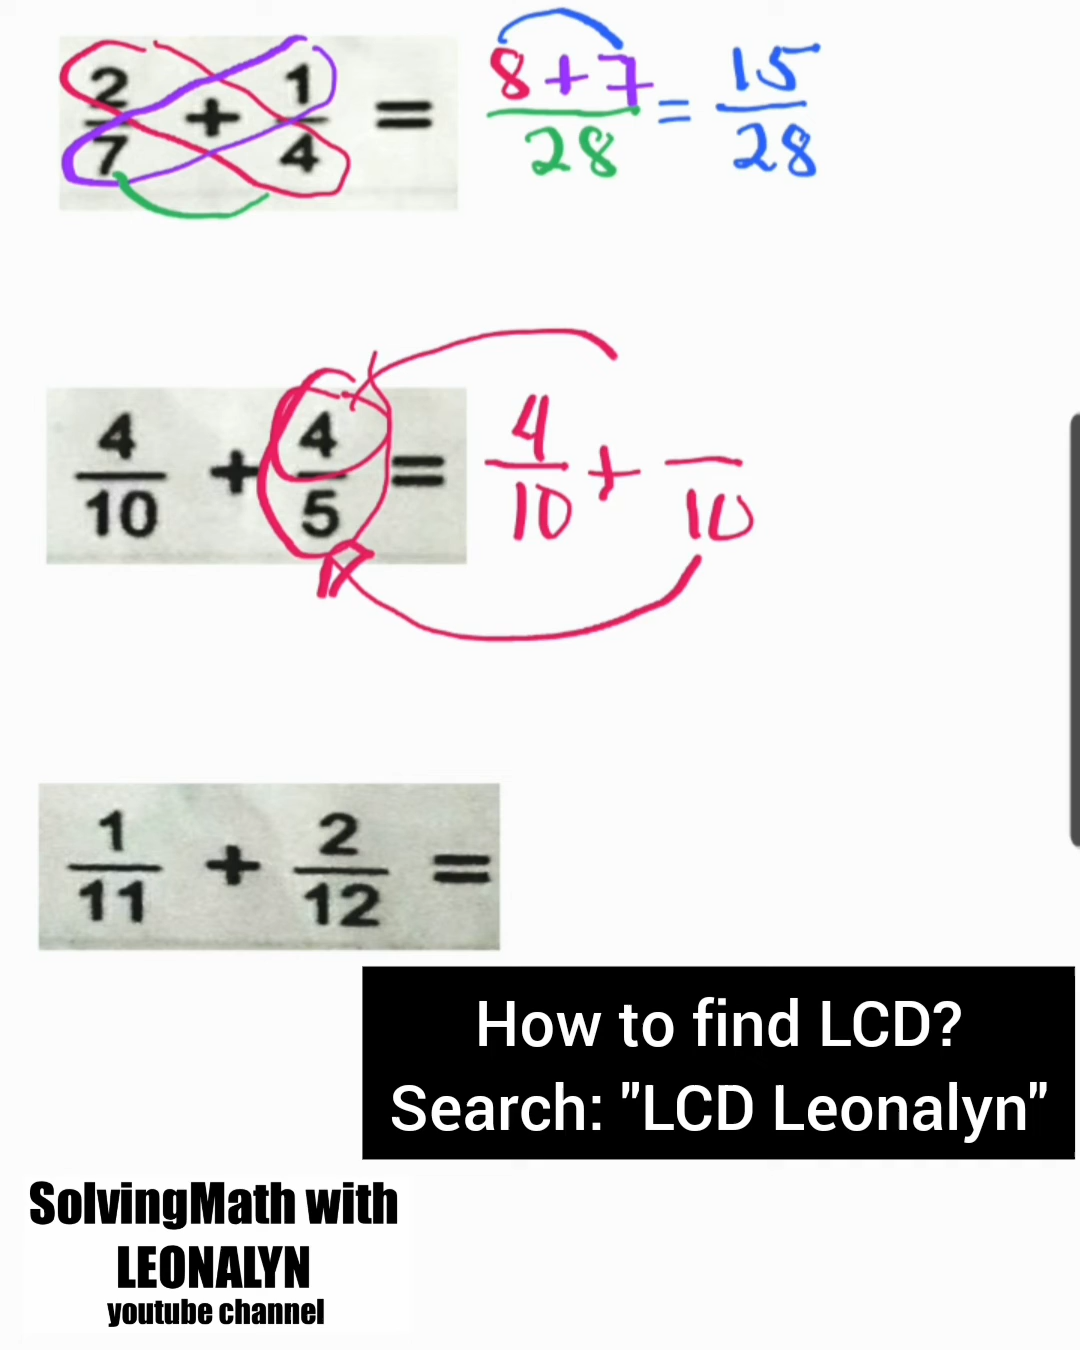 2/7 + 1/4 = 8+7/28 = 15/28
4/10 + 4/5 = 4/10 + /10
1/11 + 2/12 =
How to find LCD?
Search: "LCD Leonalyn"
SolvingMath with
LEONALYN
youtube channel